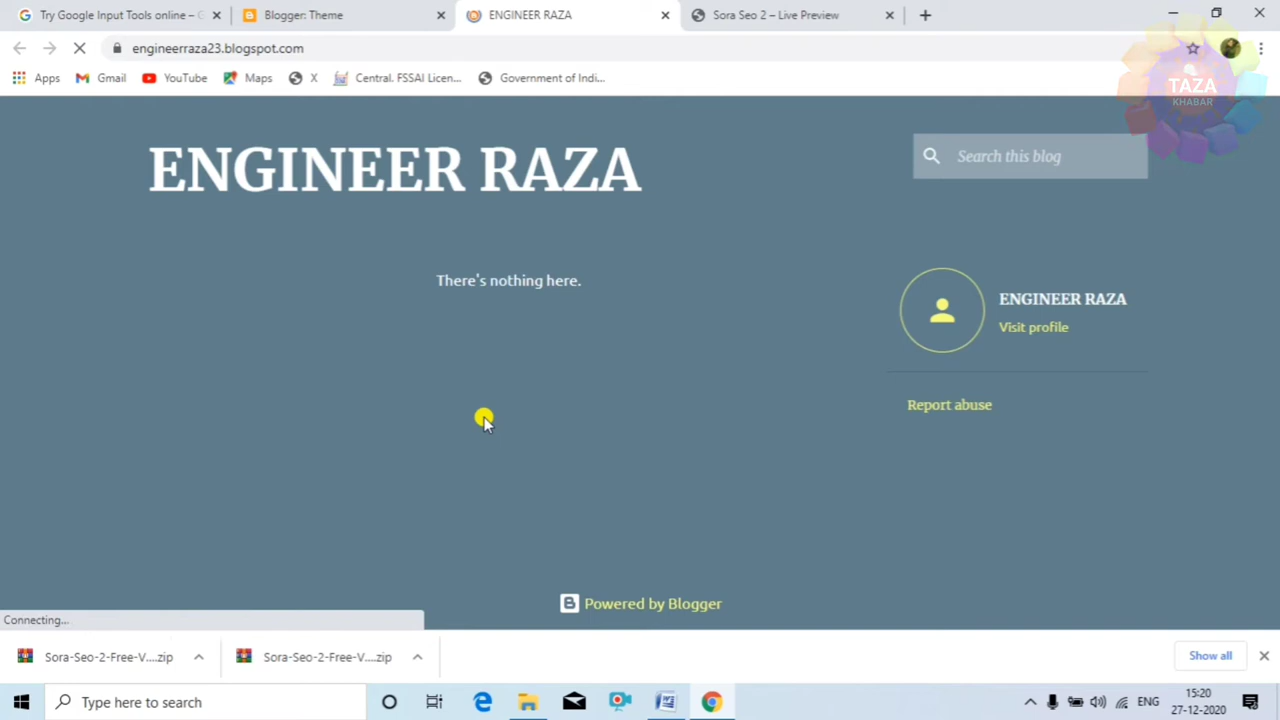 Try Google Input Tools online – G
Blogger: Theme
ENGINEER RAZA
Sora Seo 2 – Live Preview
engineerraza23.blogspot.com
Apps
Gmail
YouTube
Maps
X
Central. FSSAI Licen...
Government of Indi...
TAZA
KHABAR
ENGINEER RAZA
Search this blog
There's nothing here.
ENGINEER RAZA
Visit profile
Report abuse
Powered by Blogger
Connecting...
Sora-Seo-2-Free-V....zip
Sora-Seo-2-Free-V....zip
Show all
Type here to search
ENG
15:20
27-12-2020